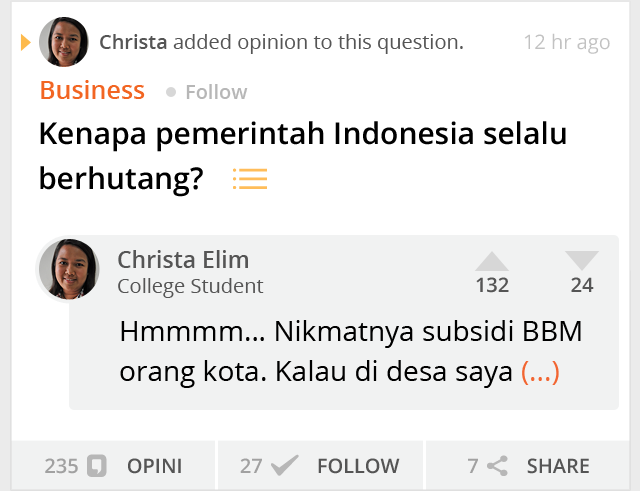 Christa added opinion to this question. 12 hr ago
Business Follow
Kenapa pemerintah Indonesia selalu
berhutang?
Christa Elim
College Student
132 24
Hmmmm... Nikmatnya subsidi BBM
orang kota. Kalau di desa saya (...)
235 OPINI 27 FOLLOW 7 SHARE